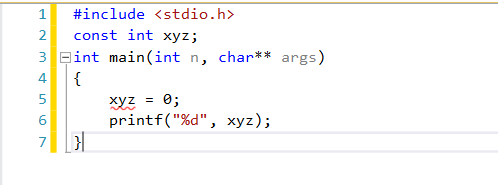 1 #include <stdio.h>
2 const int xyz;
3 int main(int n, char** args)
4 {
5 xyz = 0;
6 printf("%d", xyz);
7 }